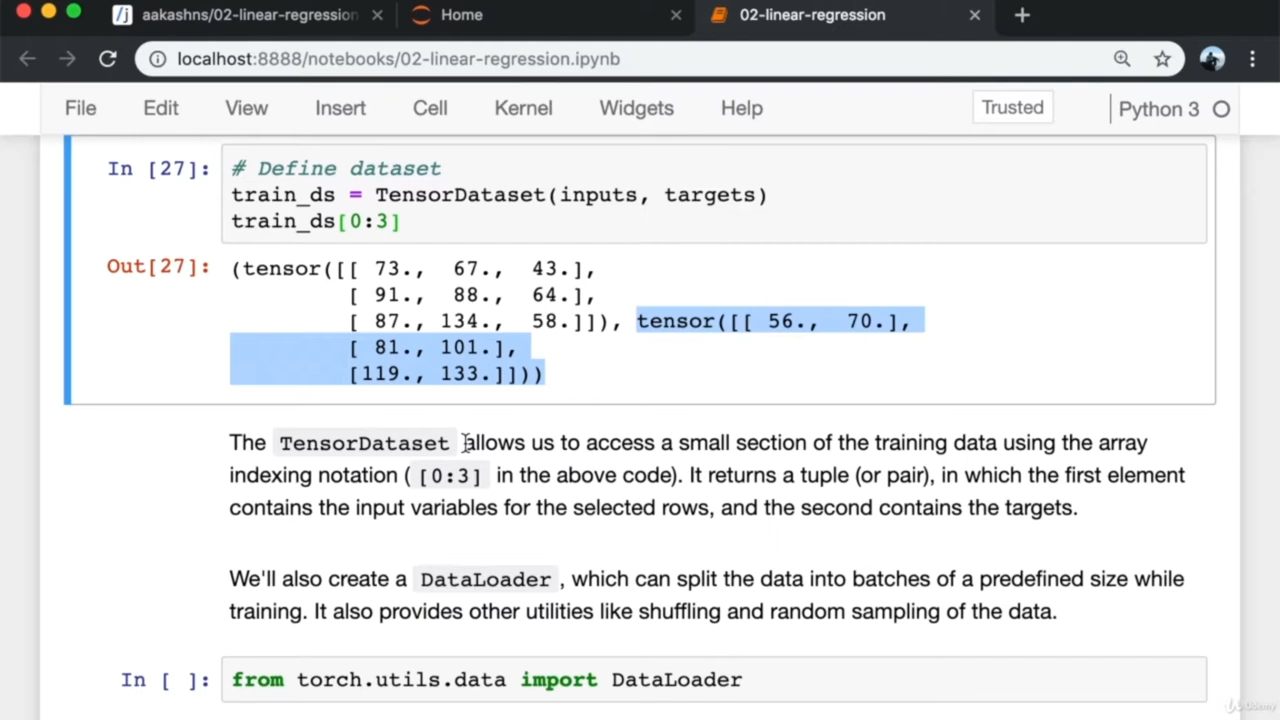 aakashns/02-linear-regression
Home
02-linear-regression
localhost:8888/notebooks/02-linear-regression.ipynb
File Edit View Insert Cell Kernel Widgets Help Trusted Python 3
In [27]: # Define dataset
train_ds = TensorDataset(inputs, targets)
train_ds[0:3]
Out[27]: (tensor([[ 73., 67., 43.],
[ 91., 88., 64.],
[ 87., 134., 58.]]), tensor([[ 56., 70.],
[ 81., 101.],
[119., 133.]]))
The TensorDataset allows us to access a small section of the training data using the array
indexing notation ( [0:3] in the above code). It returns a tuple (or pair), in which the first element
contains the input variables for the selected rows, and the second contains the targets.
We'll also create a DataLoader , which can split the data into batches of a predefined size while
training. It also provides other utilities like shuffling and random sampling of the data.
In [ ]: from torch.utils.data import DataLoader
Udemy